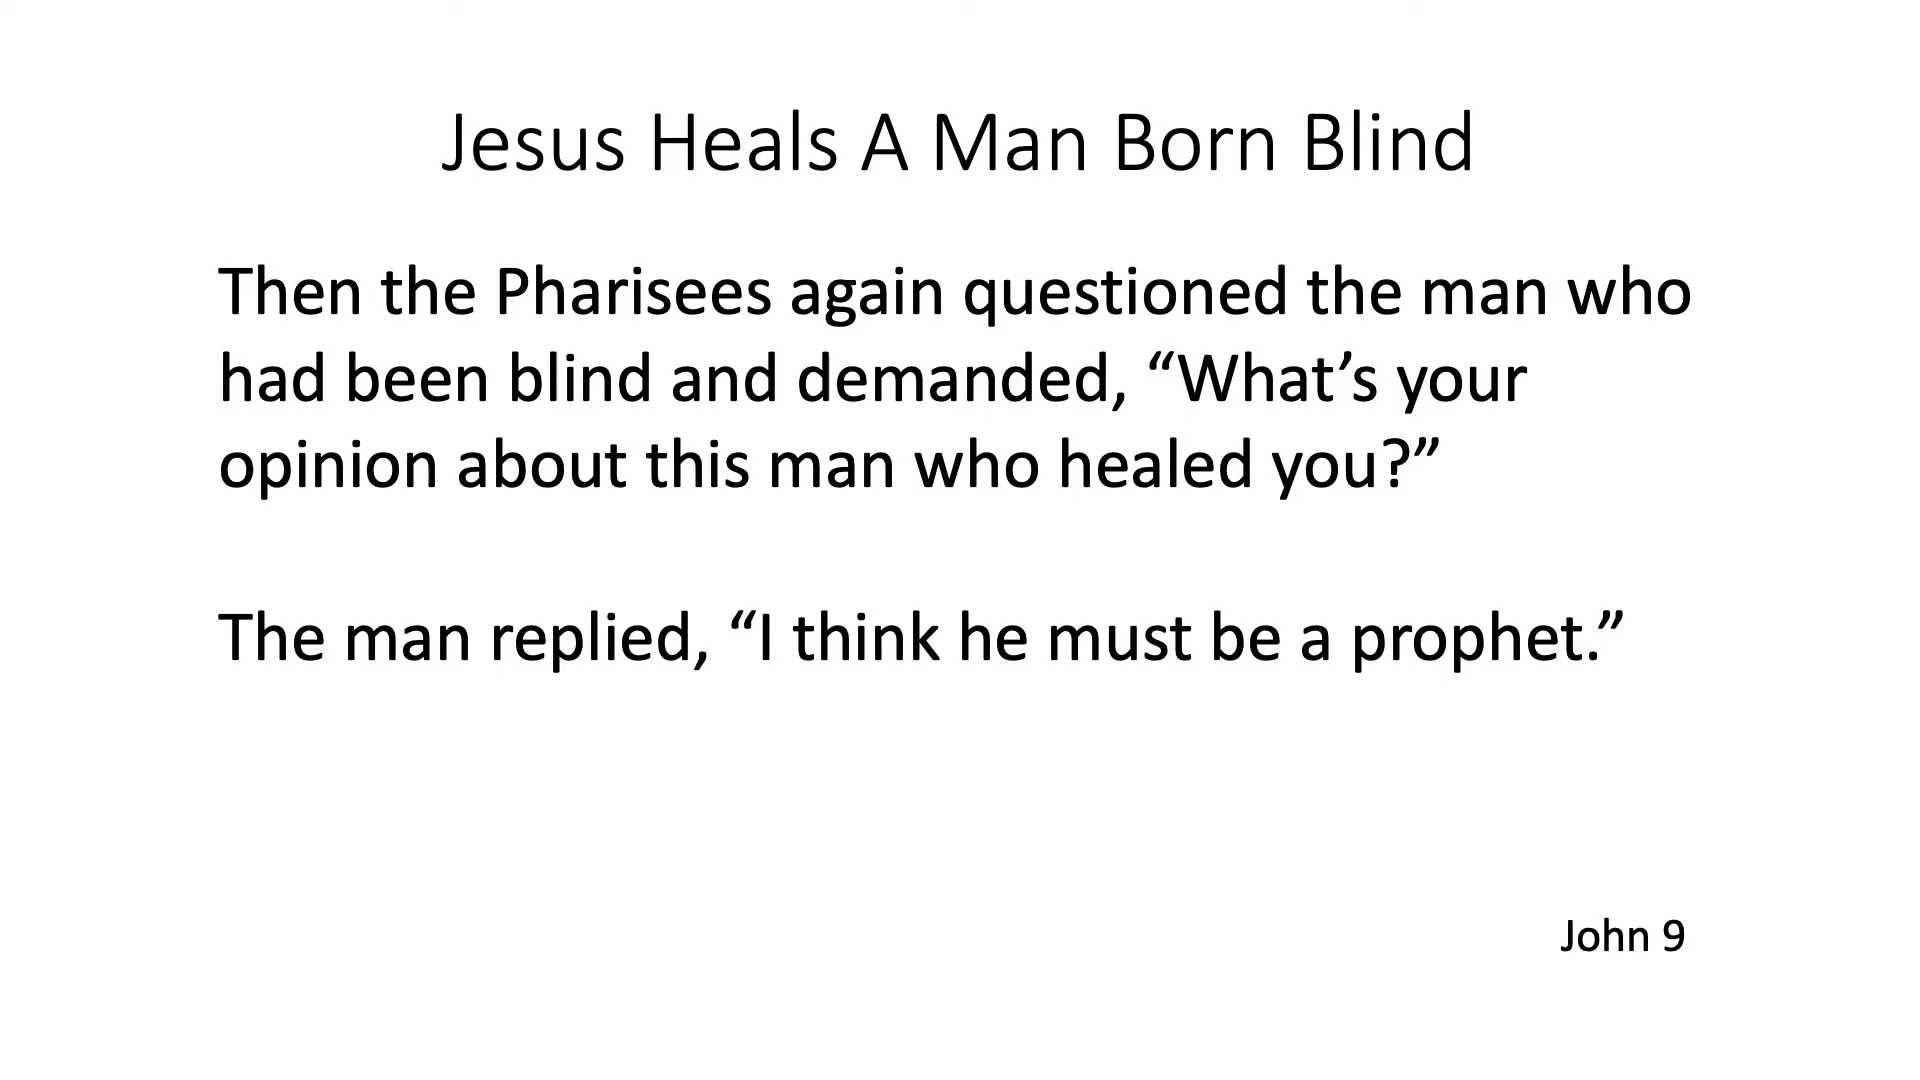 Jesus Heals A Man Born Blind
Then the Pharisees again questioned the man who
had been blind and demanded, “What’s your
opinion about this man who healed you?”
The man replied, “I think he must be a prophet.”
John 9